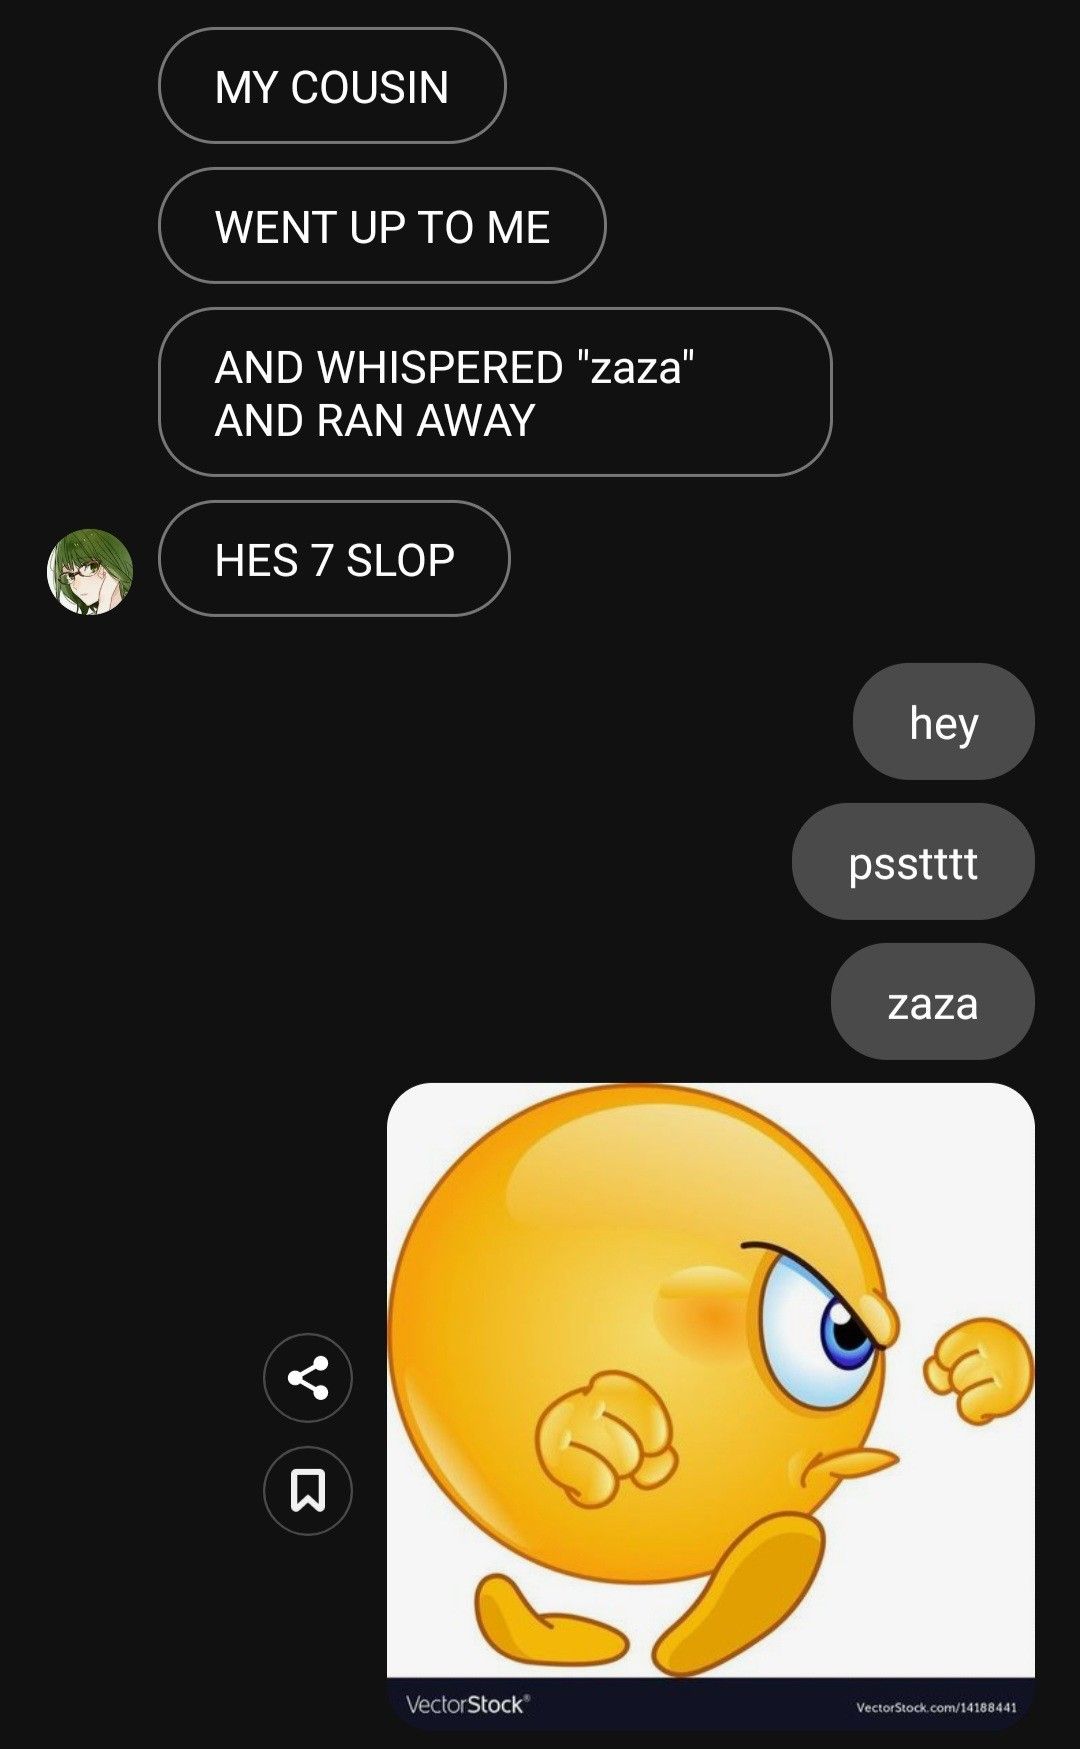 MY COUSIN
WENT UP TO ME
AND WHISPERED "zaza"
AND RAN AWAY
HES 7 SLOP
hey
psstttt
zaza
VectorStock®
VectorStock.com/14188441